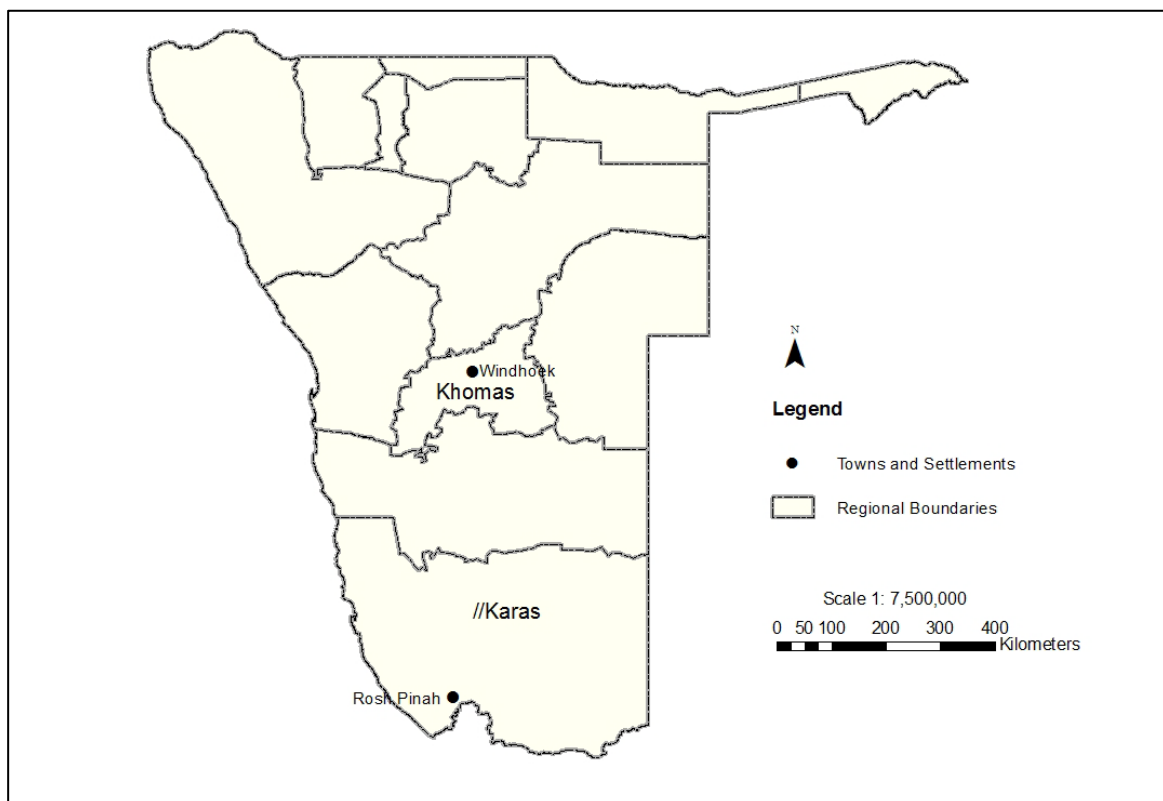 Windhoek
Khomas
//Karas
Rosh Pinah
N
Legend
Towns and Settlements
Regional Boundaries
Scale 1: 7,500,000
0 50 100 200 300 400
Kilometers